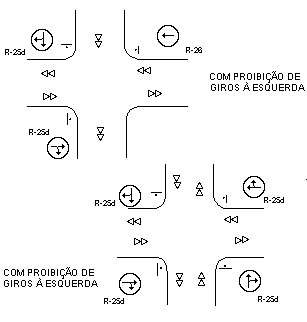 R-25d
R-26
COM PROIBIÇÃO DE
GIROS À ESQUERDA
R-25d
R-25d
R-25d
COM PROIBIÇÃO DE
GIROS À ESQUERDA
R-25d
R-25d